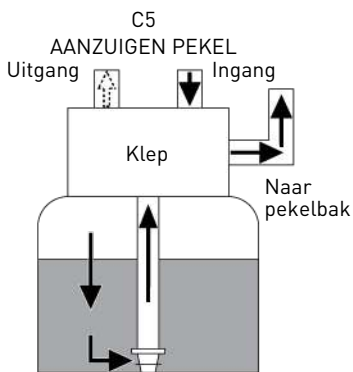 C5
AANZUIGEN PEKEL
Uitgang
Ingang
Klep
Naar
pekelbak